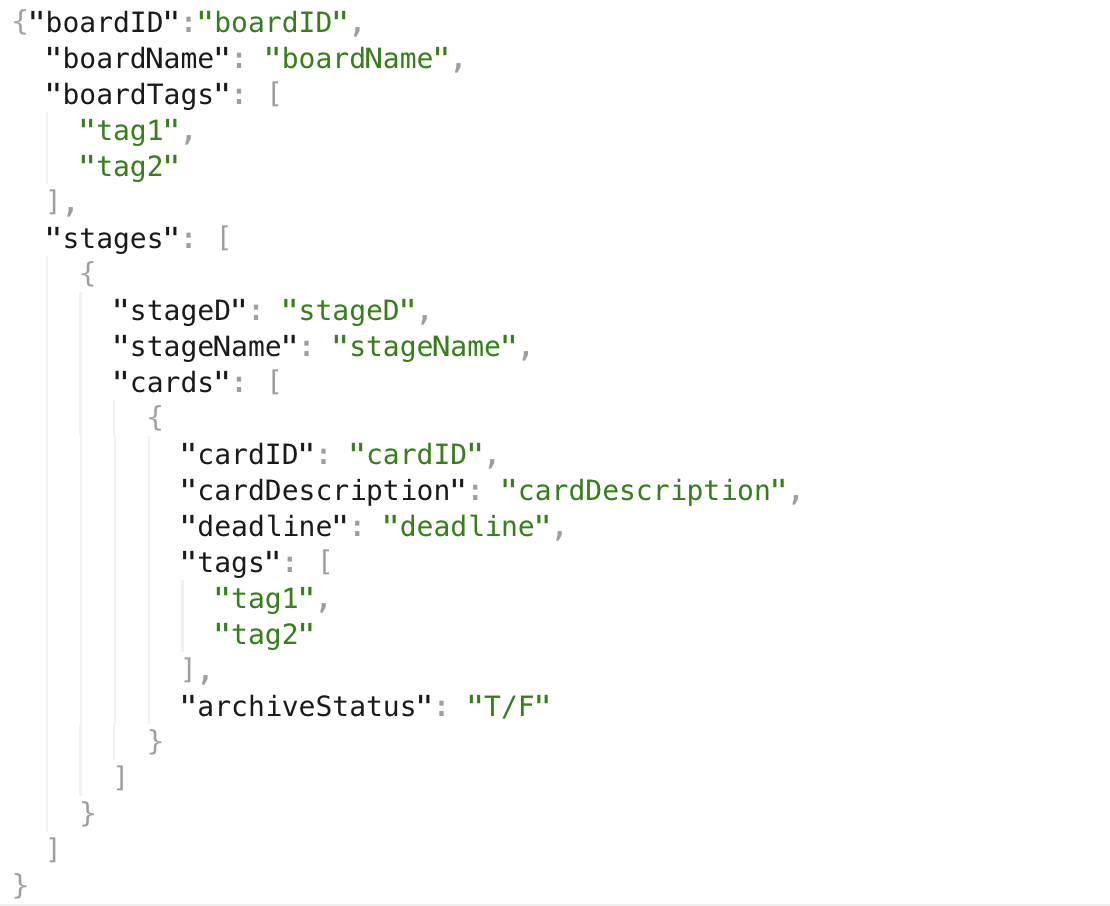 {"boardID":"boardID",
  "boardName": "boardName",
  "boardTags": [
    "tag1",
    "tag2"
  ],
  "stages": [
    {
      "stageD": "stageD",
      "stageName": "stageName",
      "cards": [
        {
          "cardID": "cardID",
          "cardDescription": "cardDescription",
          "deadline": "deadline",
          "tags": [
            "tag1",
            "tag2"
          ],
          "archiveStatus": "T/F"
        }
      ]
    }
  ]
}